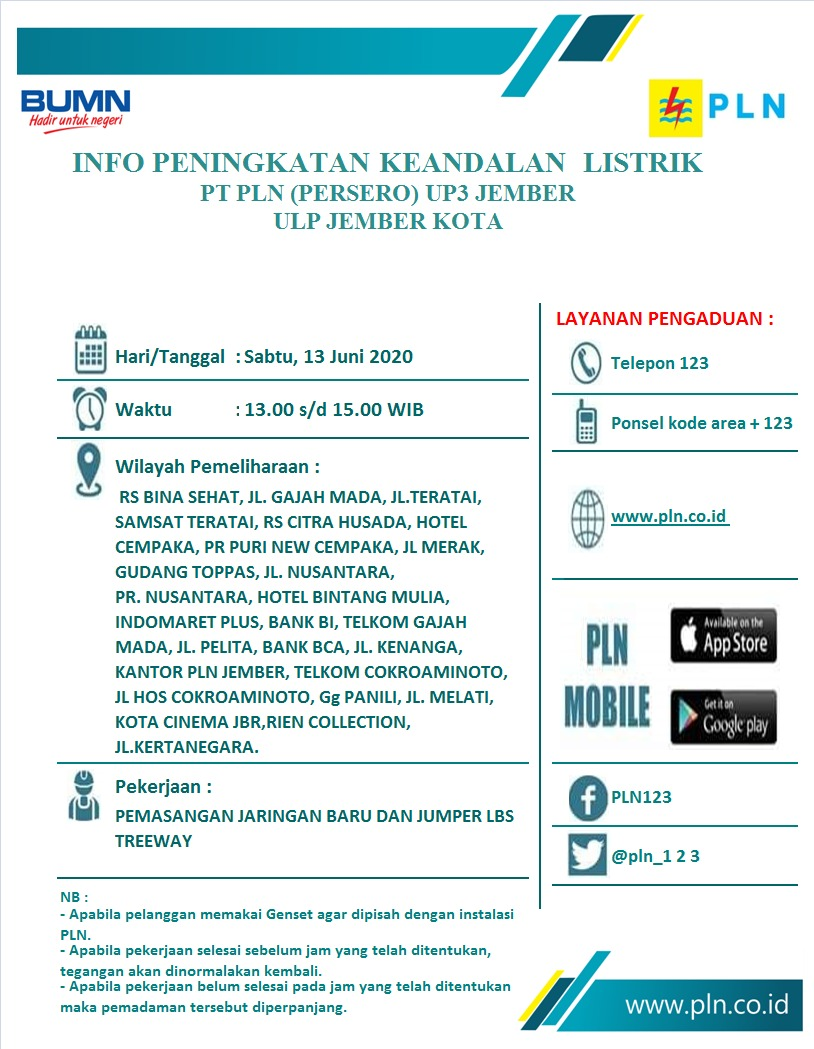 BUMN
Hadir untuk negeri
PLN
INFO PENINGKATAN KEANDALAN LISTRIK
PT PLN (PERSERO) UP3 JEMBER
ULP JEMBER KOTA
Hari/Tanggal : Sabtu, 13 Juni 2020
Waktu : 13.00 s/d 15.00 WIB
Wilayah Pemeliharaan :
RS BINA SEHAT, JL. GAJAH MADA, JL.TERATAI,
SAMSAT TERATAI, RS CITRA HUSADA, HOTEL
CEMPAKA, PR PURI NEW CEMPAKA, JL MERAK,
GUDANG TOPPAS, JL. NUSANTARA,
PR. NUSANTARA, HOTEL BINTANG MULIA,
INDOMARET PLUS, BANK BI, TELKOM GAJAH
MADA, JL. PELITA, BANK BCA, JL. KENANGA,
KANTOR PLN JEMBER, TELKOM COKROAMINOTO,
JL HOS COKROAMINOTO, Gg PANILI, JL. MELATI,
KOTA CINEMA JBR,RIEN COLLECTION,
JL.KERTANEGARA.
Pekerjaan :
PEMASANGAN JARINGAN BARU DAN JUMPER LBS
TREEWAY
NB :
- Apabila pelanggan memakai Genset agar dipisah dengan instalasi
PLN.
- Apabila pekerjaan selesai sebelum jam yang telah ditentukan,
tegangan akan dinormalakan kembali.
- Apabila pekerjaan belum selesai pada jam yang telah ditentukan
maka pemadaman tersebut diperpanjang.
LAYANAN PENGADUAN :
Telepon 123
Ponsel kode area + 123
www.pln.co.id
PLN
MOBILE
Available on the
App Store
Get it on
Google play
PLN123
@pln_1 2 3
www.pln.co.id